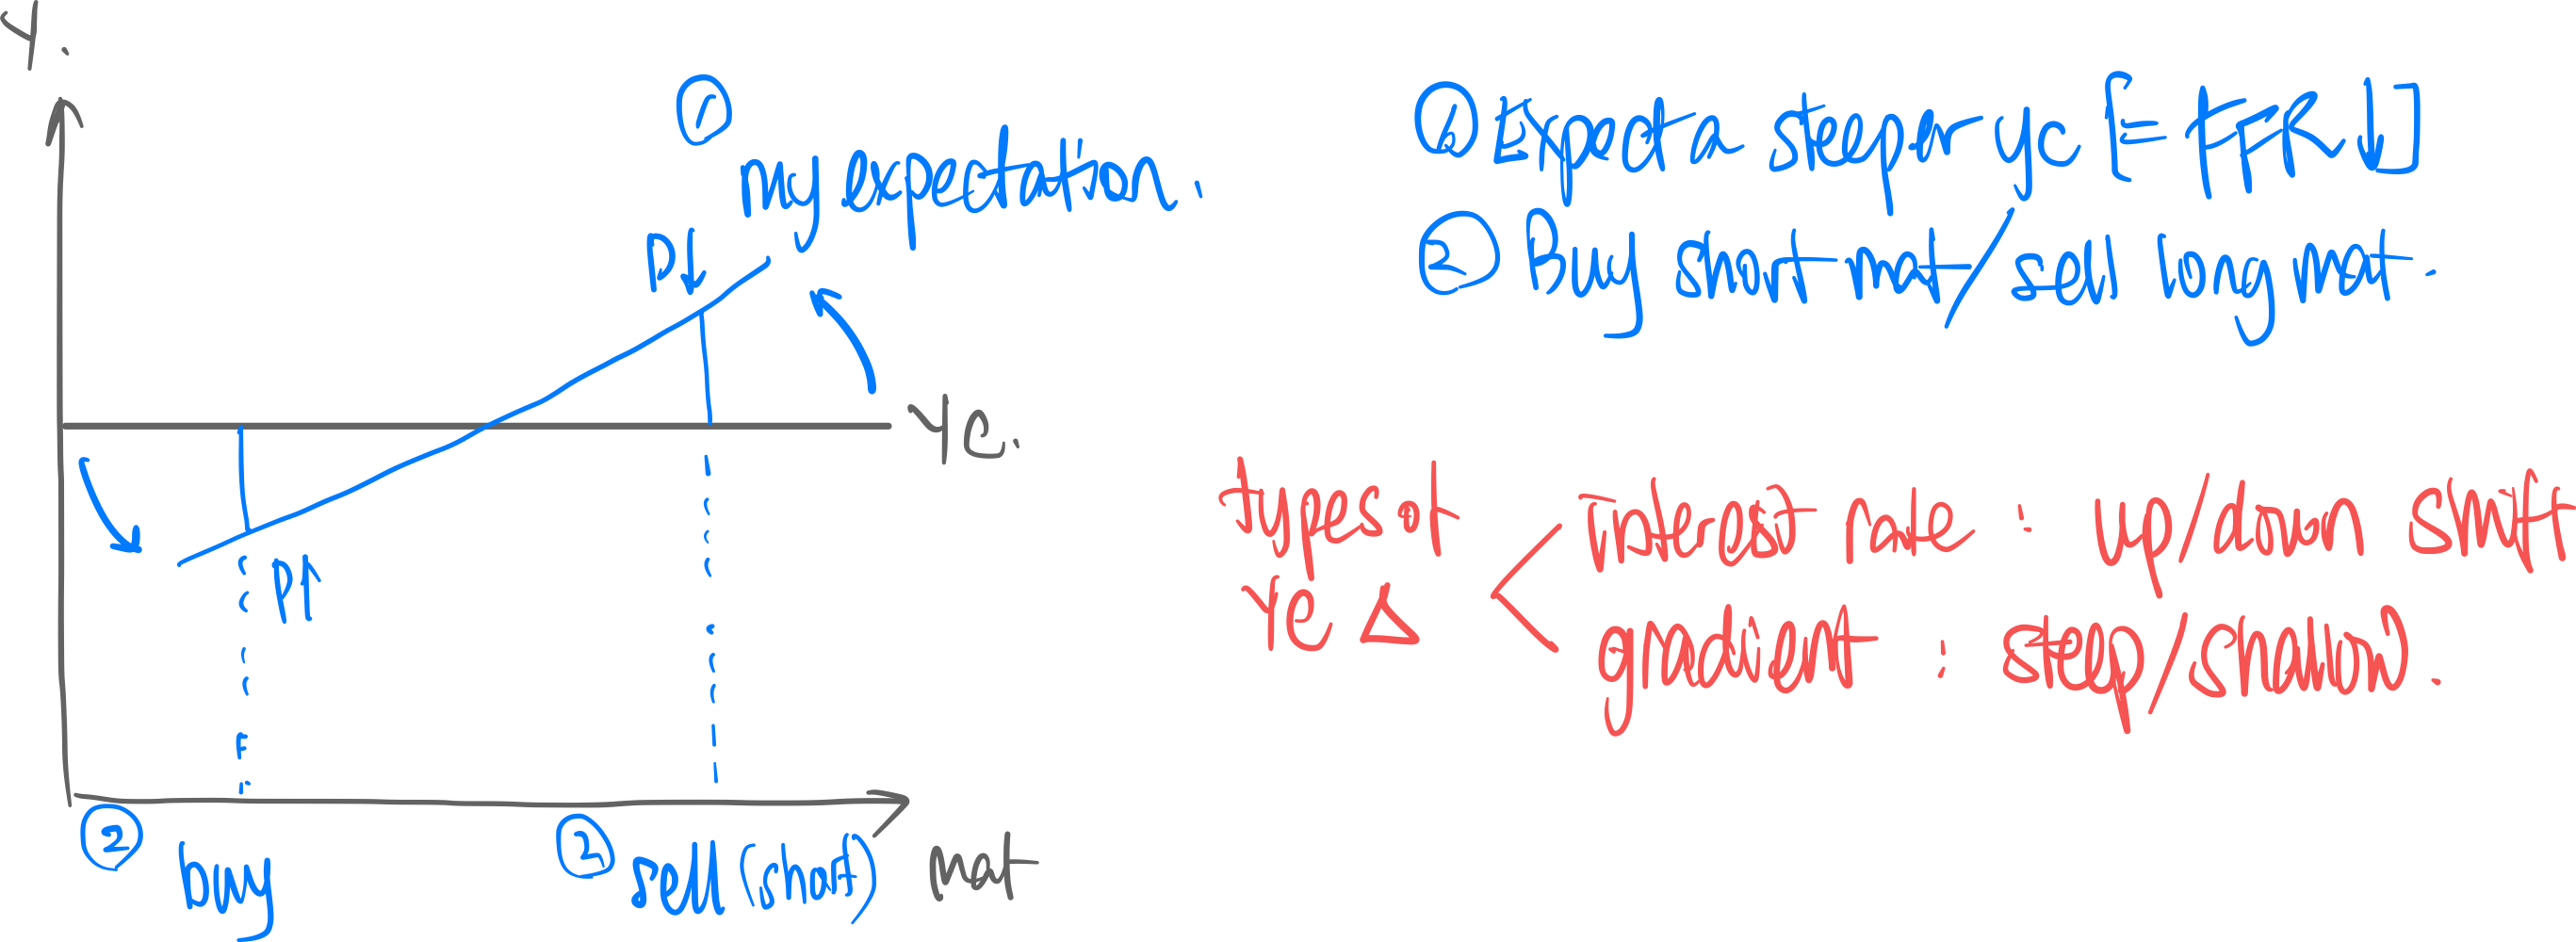 Y.
①
my expectation.
P↓
YC.
P↑
② buy
② sell (short)
mat
① Expect a steeper yc [= FFR↓]
② Buy short mat / sell long mat.
types of
YC Δ
interest rate : up/down shift
gradient : steep/shallow.